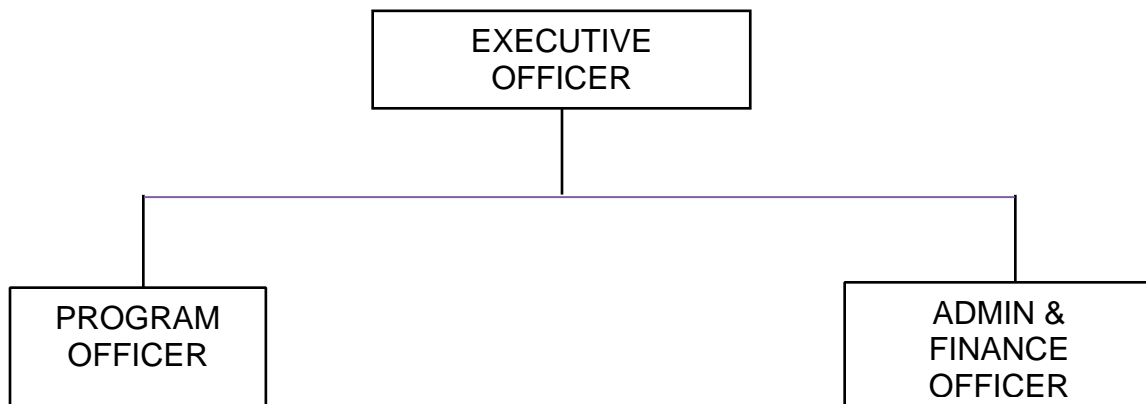 EXECUTIVE
OFFICER
PROGRAM
OFFICER
ADMIN &
FINANCE
OFFICER